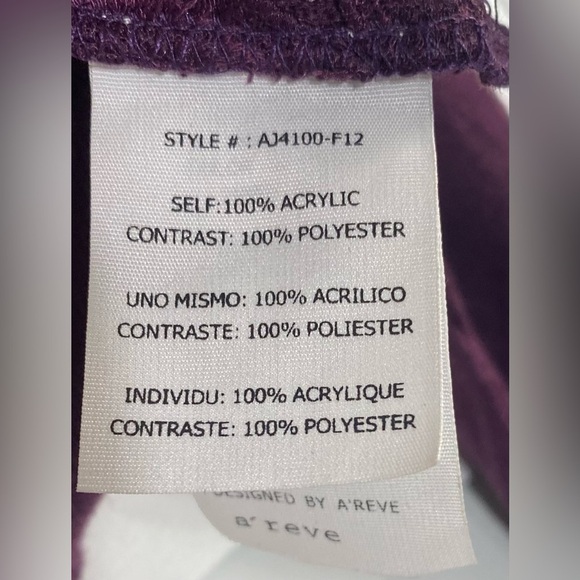 STYLE # : AJ4100-F12
SELF:100% ACRYLIC
CONTRAST: 100% POLYESTER
UNO MISMO: 100% ACRILICO
CONTRASTE: 100% POLIESTER
INDIVIDU: 100% ACRYLIQUE
CONTRASTE: 100% POLYESTER
DESIGNED BY A'REVE
a'reve